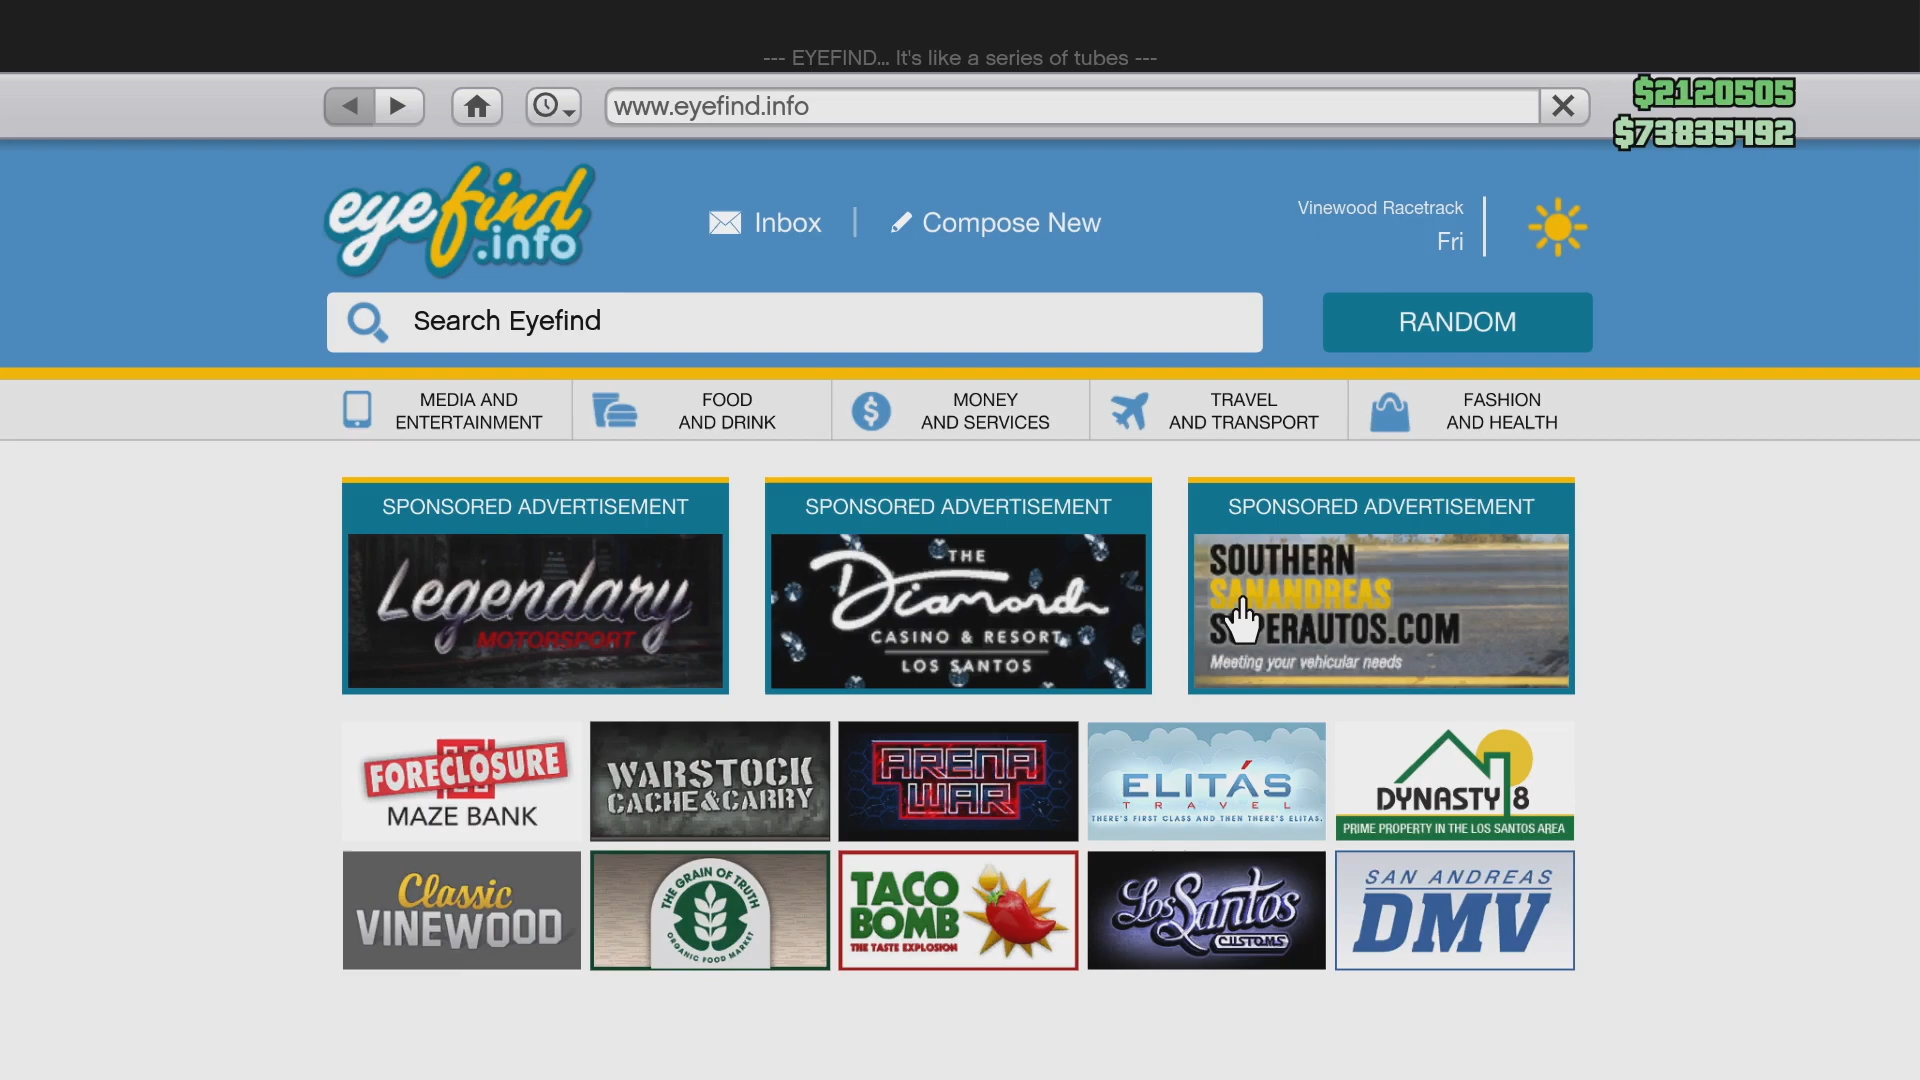 --- EYEFIND... It's like a series of tubes ---
www.eyefind.info
$2120505
$73835492
eyefind
.info
Inbox
Compose New
Vinewood Racetrack
Fri
Search Eyefind
RANDOM
MEDIA AND
ENTERTAINMENT
FOOD
AND DRINK
MONEY
AND SERVICES
TRAVEL
AND TRANSPORT
FASHION
AND HEALTH
SPONSORED ADVERTISEMENT
Legendary
MOTORSPORT
SPONSORED ADVERTISEMENT
THE
Diamond
CASINO & RESORT
LOS SANTOS
SPONSORED ADVERTISEMENT
SOUTHERN
SANANDREAS
SUPERAUTOS.COM
Meeting your vehicular needs
FORECLOSURE
MAZE BANK
WARSTOCK
CACHE&CARRY
ARENA
WAR
ELITÁS
TRAVEL
THERE'S FIRST CLASS AND THEN THERE'S ELITAS.
DYNASTY 8
PRIME PROPERTY IN THE LOS SANTOS AREA
Classic
VINEWOOD
THE GRAIN OF TRUTH
ORGANIC FOOD MARKET
TACO
BOMB
THE TASTE EXPLOSION
Los Santos
CUSTOMS
SAN ANDREAS
DMV